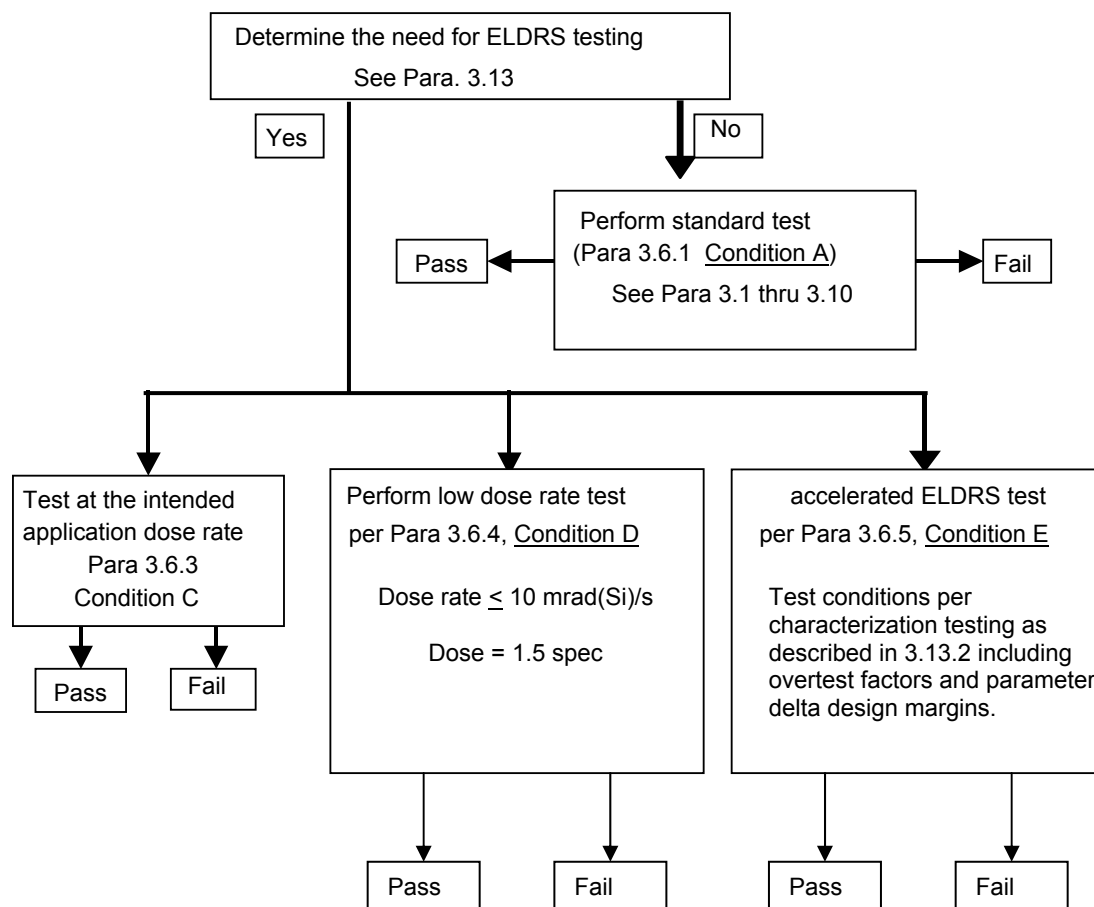 Determine the need for ELDRS testing
See Para. 3.13
Yes
No
Perform standard test
(Para 3.6.1 Condition A)
See Para 3.1 thru 3.10
Pass
Fail
Test at the intended
application dose rate
Para 3.6.3
Condition C
Pass
Fail
Perform low dose rate test
per Para 3.6.4, Condition D
Dose rate ≤ 10 mrad(Si)/s
Dose = 1.5 spec
Pass
Fail
accelerated ELDRS test
per Para 3.6.5, Condition E
Test conditions per
characterization testing as
described in 3.13.2 including
overtest factors and parameter
delta design margins.
Pass
Fail